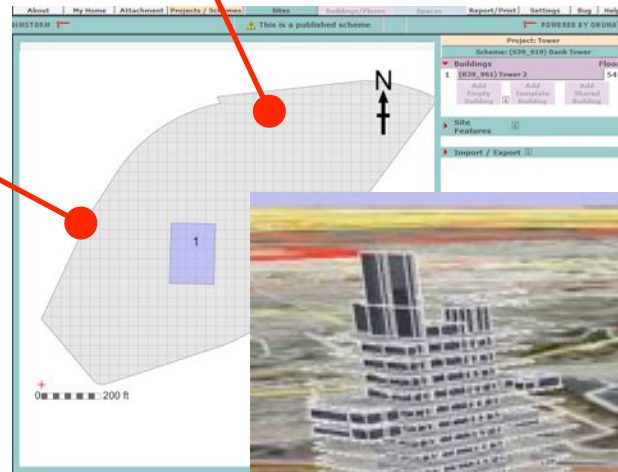 About | My Home | Attachment | Projects / Schemes | Sites | Buildings/Floors | Spaces | Report/Print | Settings | Bug | Help
INSTORM
This is a published scheme
POWERED BY ONUMA
Project: Tower
Scheme: (S39_610) Bank Tower
Buildings Floor
1 (B39_961) Tower 2 54
Add Empty Building
Add Template Building
Add Shared Building
Site Features
Import / Export
N
1
0 200 ft